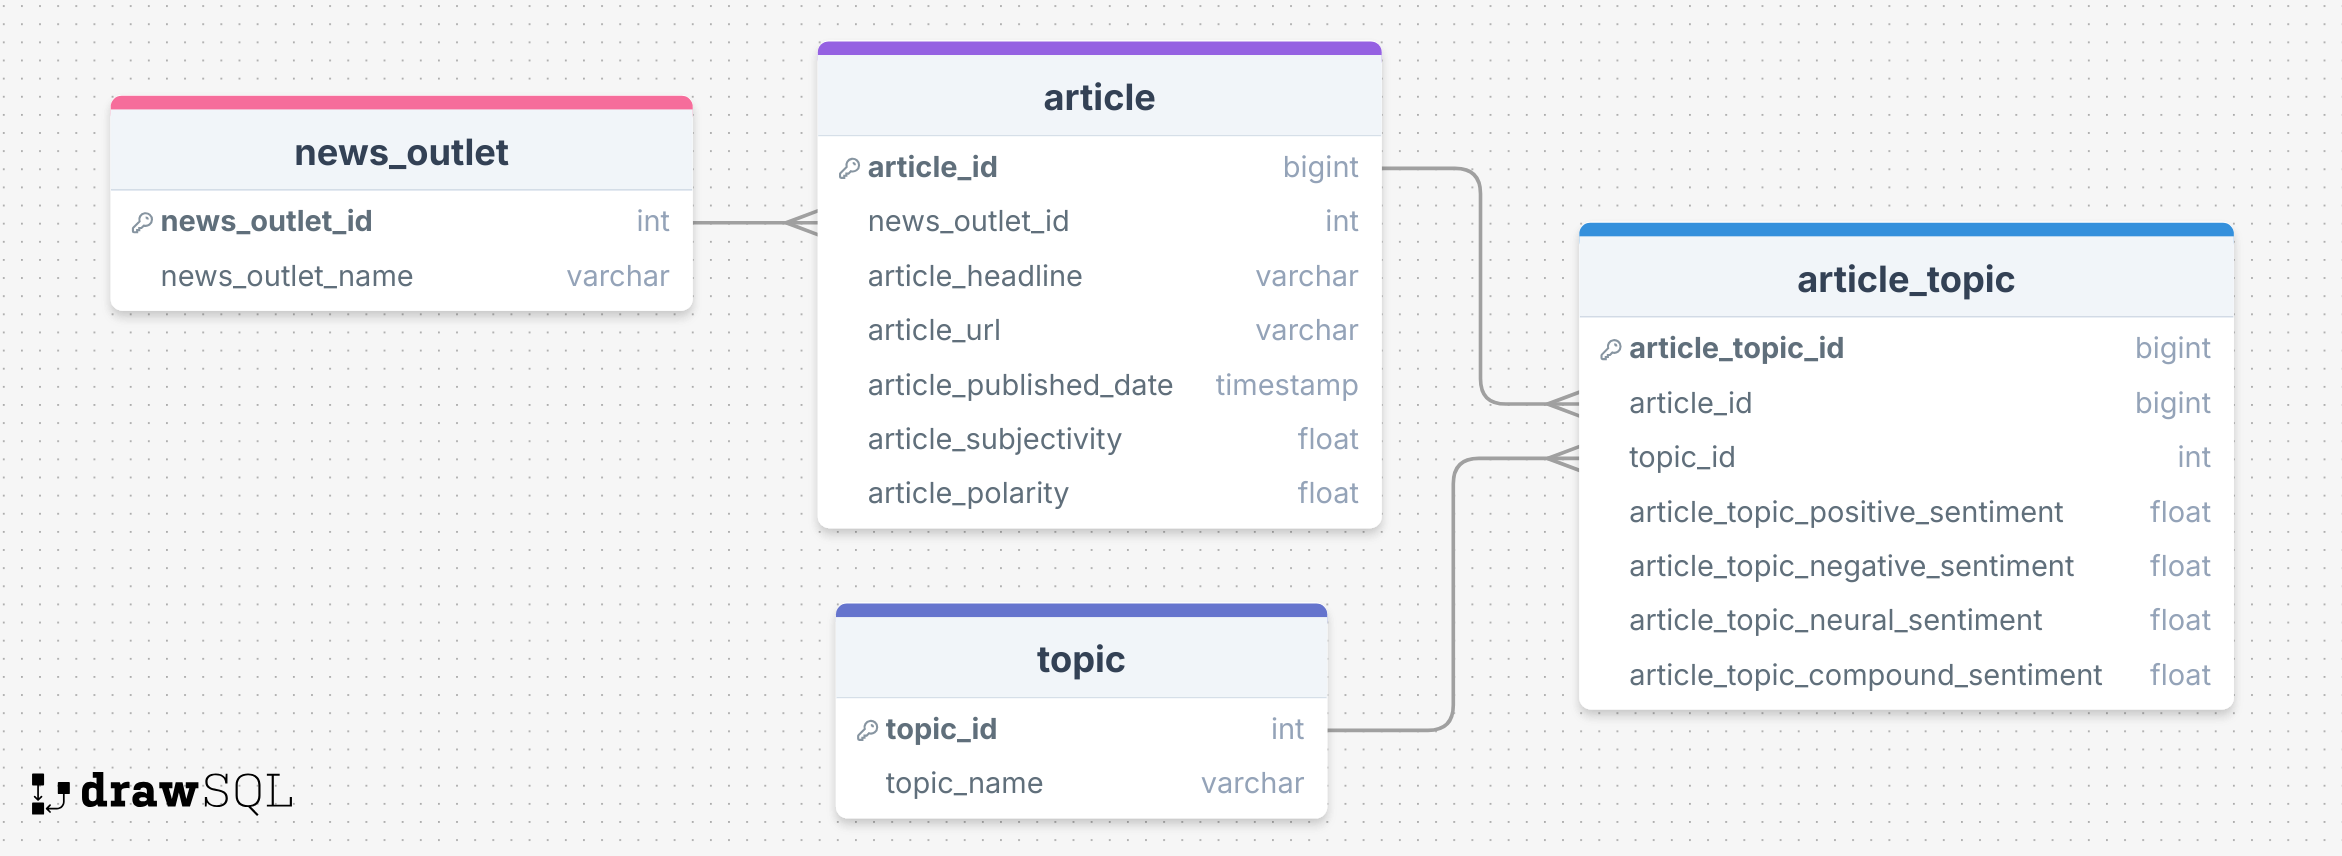 news_outlet
news_outlet_id int
news_outlet_name varchar
article
article_id bigint
news_outlet_id int
article_headline varchar
article_url varchar
article_published_date timestamp
article_subjectivity float
article_polarity float
topic
topic_id int
topic_name varchar
article_topic
article_topic_id bigint
article_id bigint
topic_id int
article_topic_positive_sentiment float
article_topic_negative_sentiment float
article_topic_neural_sentiment float
article_topic_compound_sentiment float
drawSQL